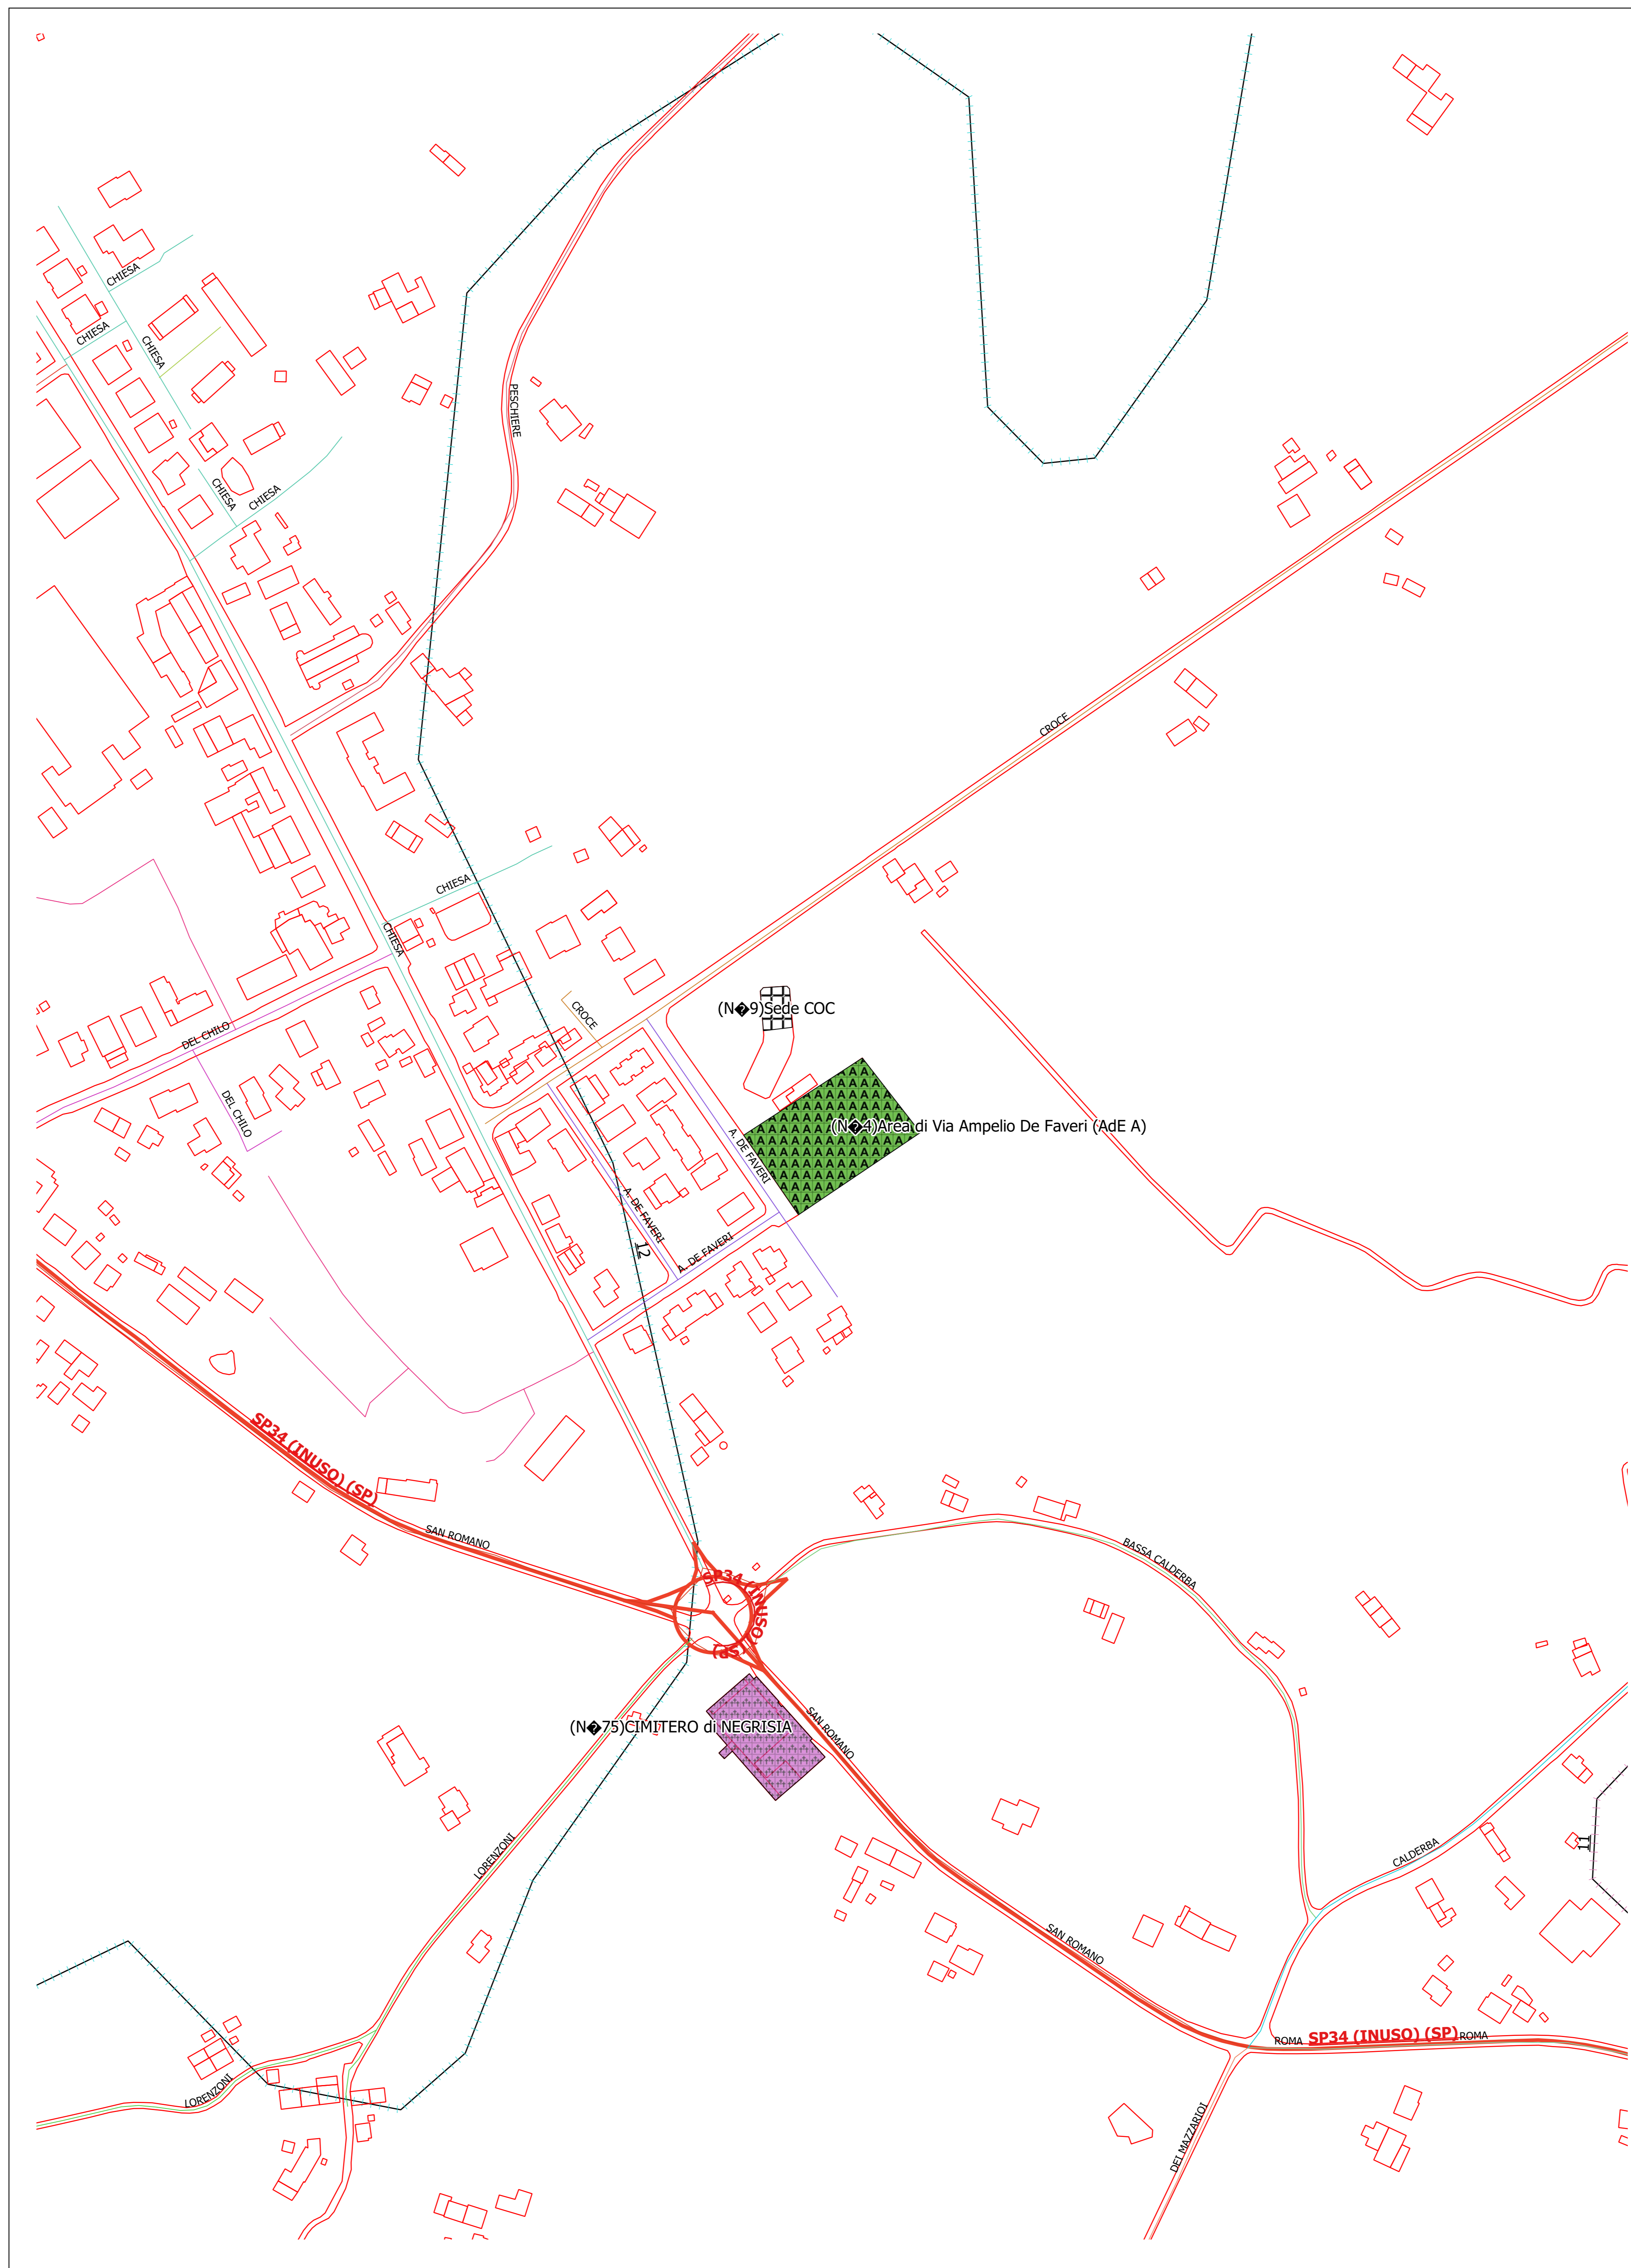 CHIESA
CHIESA
CHIESA
PESCHIERE
CHIESA
CHIESA
CROCE
CHIESA
CHIESA
(N�9)Sede COC
CROCE
DEL CHILO
DEL CHILO
(N�4)Area di Via Ampelio De Faveri (AdE A)
A. DE FAVERI
A. DE FAVERI
12
A. DE FAVERI
SP34 (INUSO) (SP)
SAN ROMANO
BASSA CALDERBA
SP34 (INUSO) (SP)
(N�75)CIMITERO di NEGRISIA
SAN ROMANO
LORENZONI
CALDERBA
11
SAN ROMANO
ROMA
SP34 (INUSO) (SP)
ROMA
LORENZONI
DEI MAZZARIOI